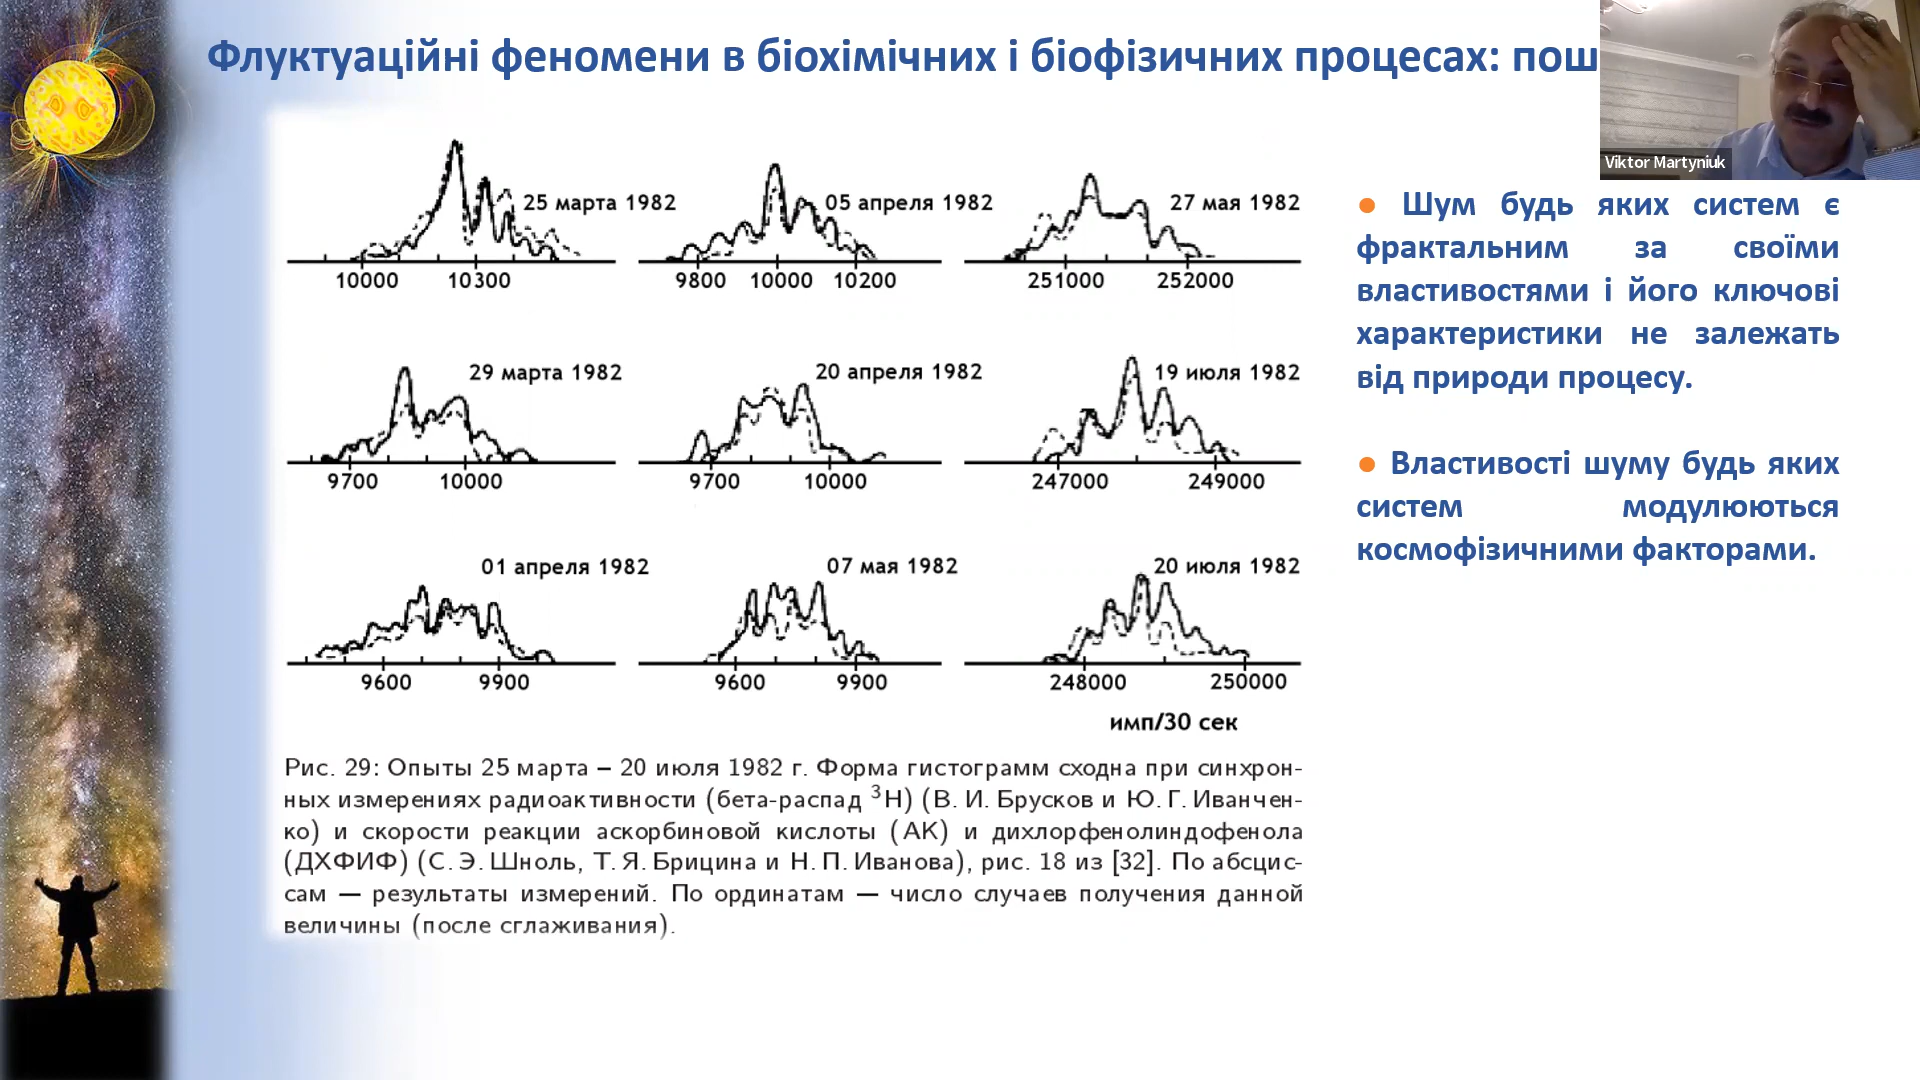 Флуктуаційні феномени в біохімічних і біофізичних процесах: пош
Viktor Martyniuk
25 марта 1982
05 апреля 1982
27 мая 1982
10000 10300
9800 10000 10200
251000 252000
29 марта 1982
20 апреля 1982
19 июля 1982
9700 10000
9700 10000
247000 249000
01 апреля 1982
07 мая 1982
20 июля 1982
9600 9900
9600 9900
248000 250000
имп/30 сек
Рис. 29: Опыты 25 марта – 20 июля 1982 г. Форма гистограмм сходна при синхрон-
ных измерениях радиоактивности (бета-распад ³H) (В. И. Брусков и Ю. Г. Иванчен-
ко) и скорости реакции аскорбиновой кислоты (АК) и дихлорфенолиндофенола
(ДХФИФ) (С. Э. Шноль, Т. Я. Брицина и Н. П. Иванова), рис. 18 из [32]. По абсцис-
сам — результаты измерений. По ординатам — число случаев получения данной
величины (после сглаживания).
● Шум будь яких систем є
фрактальним за своїми
властивостями і його ключові
характеристики не залежать
від природи процесу.
● Властивості шуму будь яких
систем модулюються
космофізичними факторами.